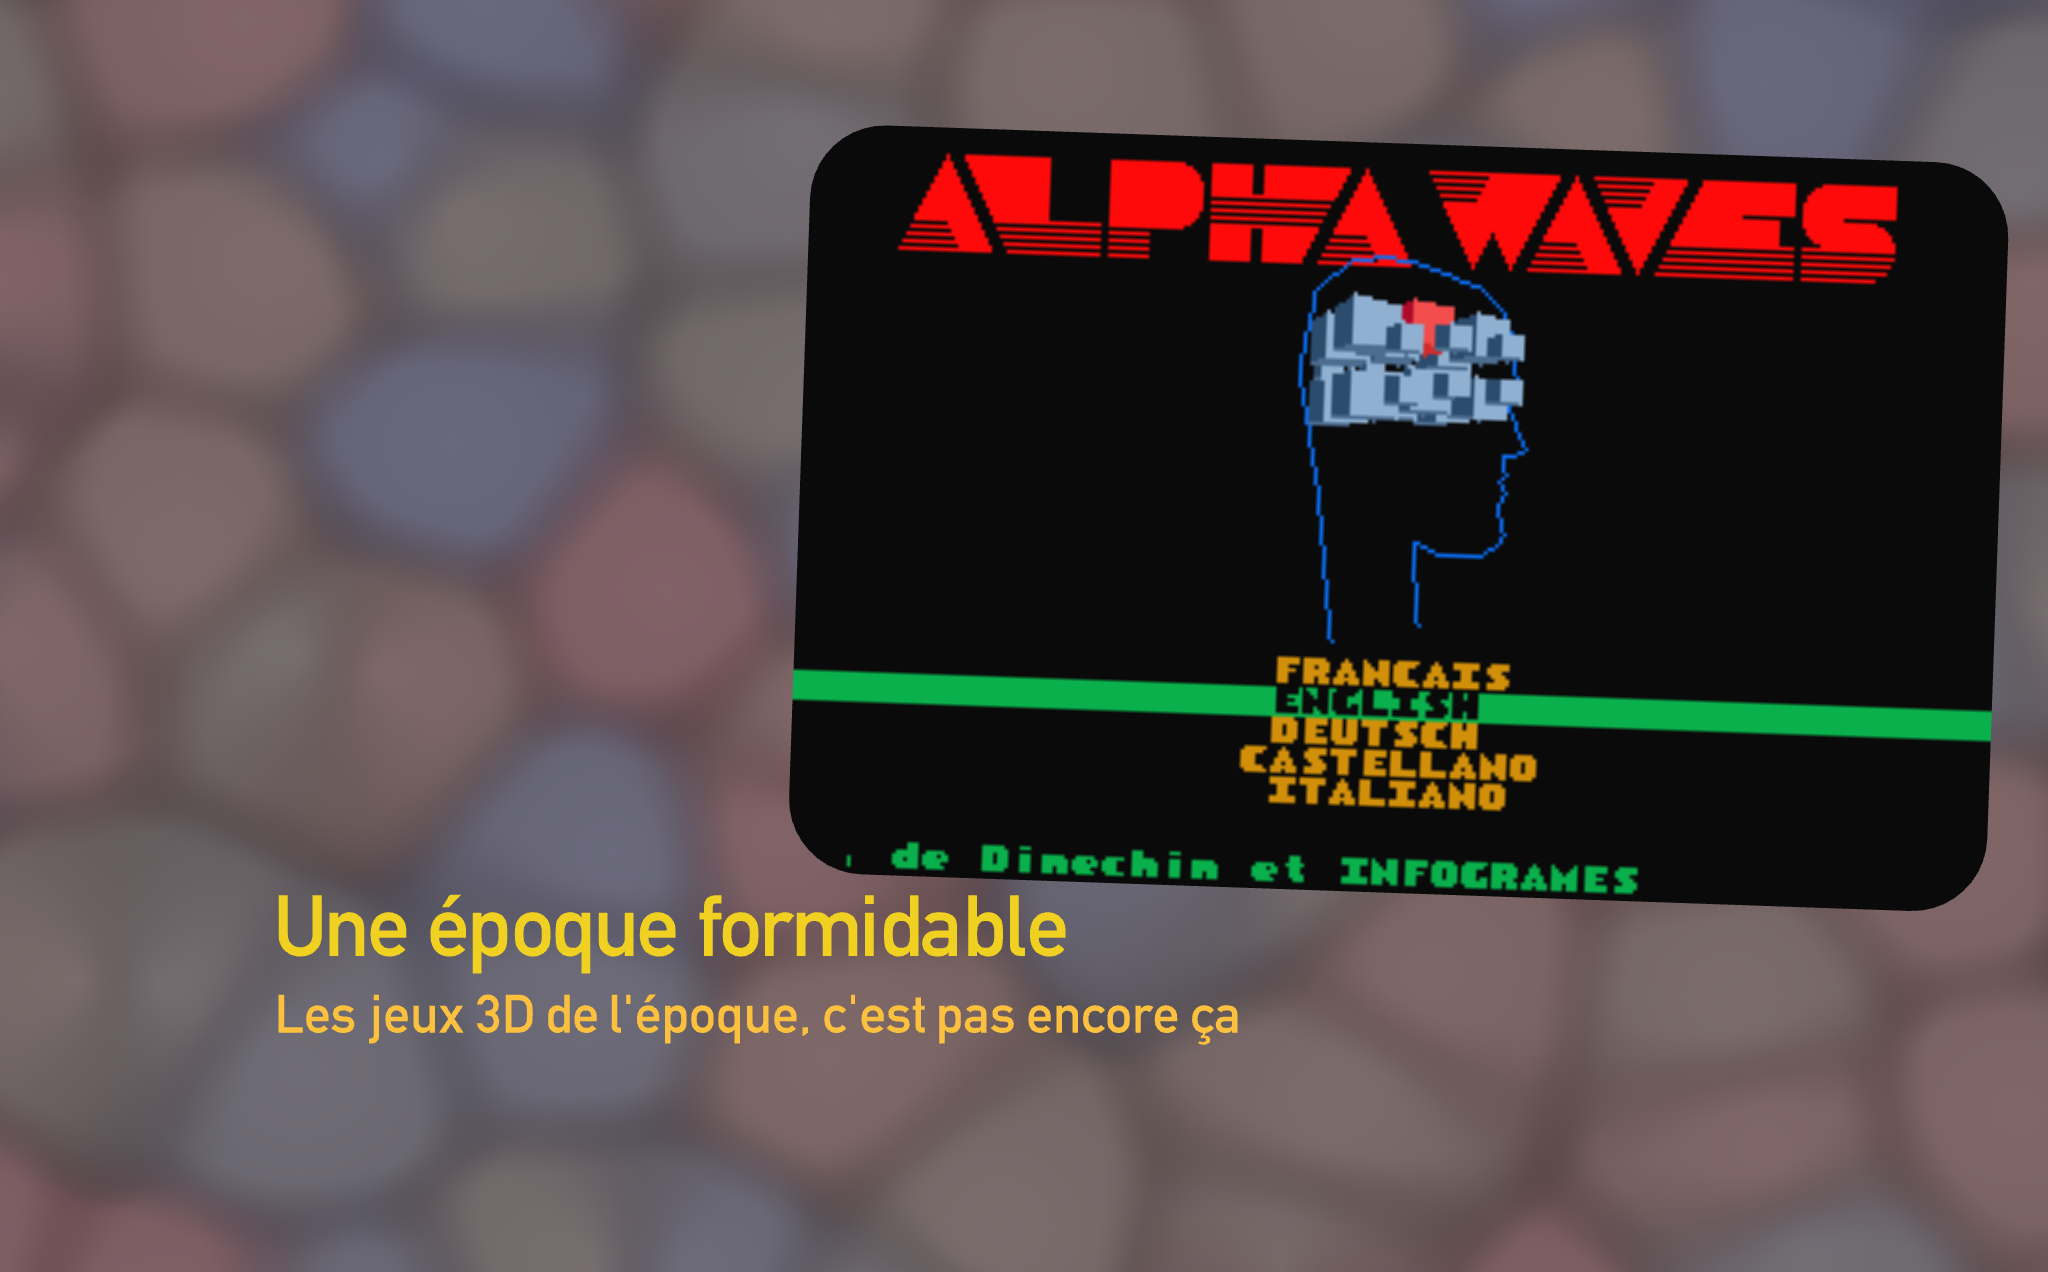 ALPHA WAVES
FRANCAIS
ENGLISH
DEUTSCH
CASTELLANO
ITALIANO
de Dinechin et INFOGRAMES
Une époque formidable
Les jeux 3D de l'époque, c'est pas encore ça